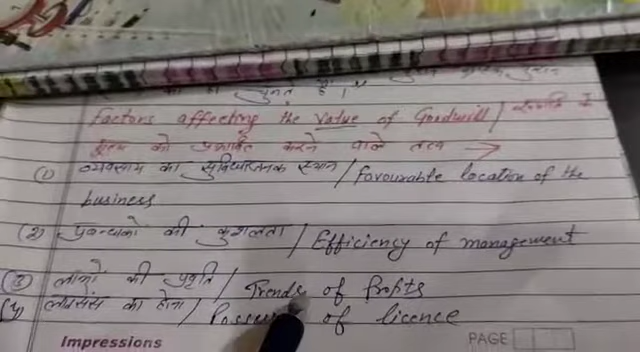 चुनते हैं।"
Factors affecting the value of Goodwill / ख्याति के
मूल्य को प्रभावित करने वाले तत्व →
(1) व्यवसाय का सुविधाजनक स्थान / favourable location of the
business
(2) प्रबन्धकों की कुशलता / Efficiency of management
(3) लाभों की प्रवृति / Trends of Profits
(4) लाइसेंस का होना / of licence
Impressions PAGE